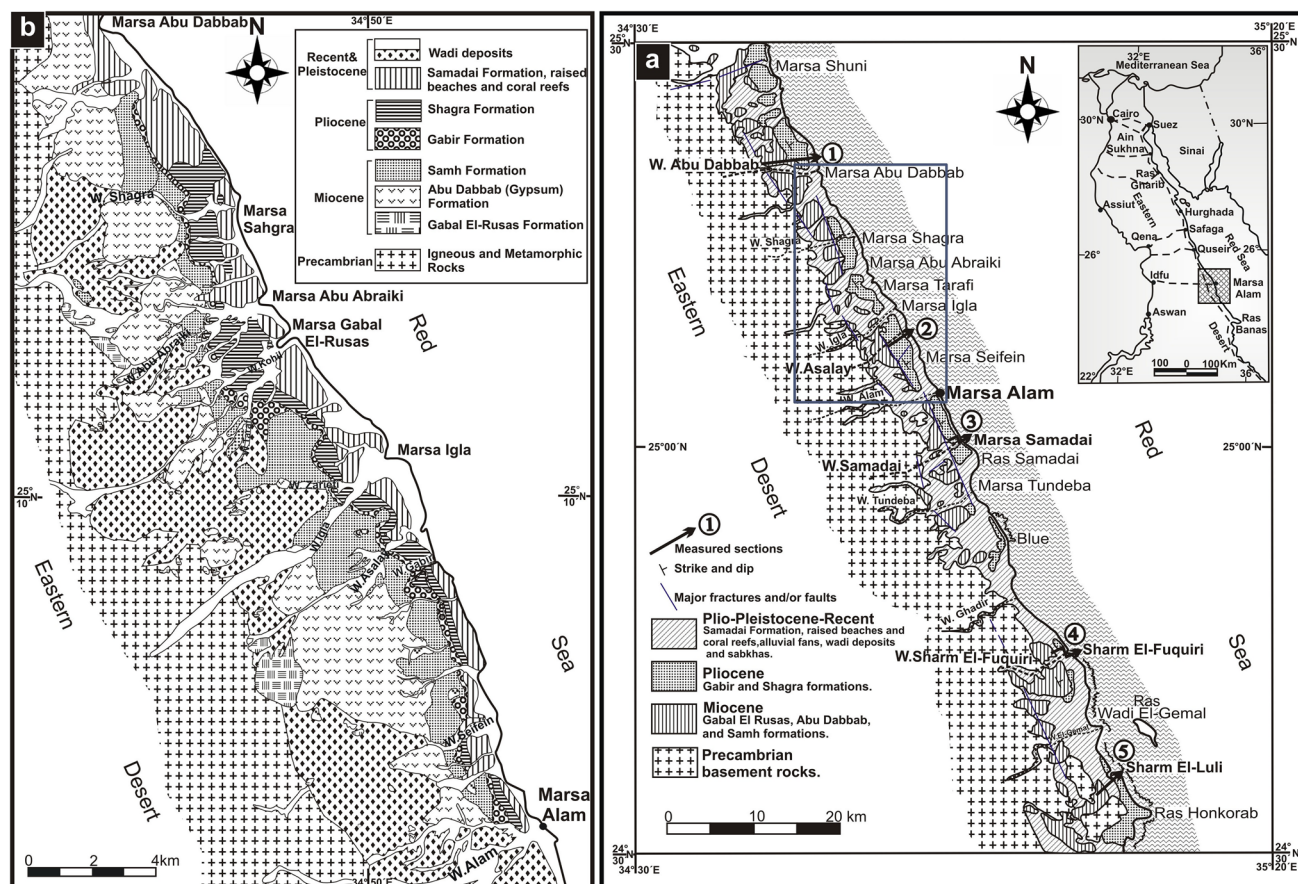 b
Marsa Abu Dabbab
34°50´E
N
Recent&
Pleistocene
Wadi deposits
Samadai Formation, raised
beaches and coral reefs
Pliocene
Shagra Formation
Gabir Formation
Miocene
Samh Formation
Abu Dabbab (Gypsum)
Formation
Gabal El-Rusas Formation
Precambrian
Igneous and Metamorphic
Rocks
W. Shagra
Marsa
Sahgra
Marsa Abu Abraiki
Marsa Gabal
El-Rusas
Red
W. Abu Abraiki
Marsa Igla
25°
10´ N
25°
10´ N
W. Igla
W. Asalay
W. Gabir
Eastern
Sea
W. Seifein
Desert
Marsa
Alam
W. Alam
0 2 4km
34°50´E
a
34°30´E
35°20´E
25°
30´ N
25°
30´ N
Marsa Shuni
N
①
W. Abu Dabbab
Marsa Abu Dabbab
W. Shagra
Marsa Shagra
Marsa Abu Abraiki
Marsa Tarafi
Marsa Igla
Eastern
②
W. Igla
Marsa Seifein
W.Asalay
W. Alam
Marsa Alam
③
Marsa Samadai
25°00´N
25°00´N
Ras Samadai
Red
W.Samadai
Marsa Tundeba
Desert
W. Tundeba
Blue
W. Ghadir
④
Sharm El-Fuquiri
W.Sharm El-Fuquiri
Sea
Ras
Wadi El-Gemal
W.El-Gemal
⑤
Sharm El-Luli
Ras Honkorab
①
Measured sections
Strike and dip
Major fractures and/or faults
Plio-Pleistocene-Recent
Samadai Formation, raised beaches and
coral reefs,alluvial fans, wadi deposits
and sabkhas.
Pliocene
Gabir and Shagra formations.
Miocene
Gabal El Rusas, Abu Dabbab,
and Samh formations.
Precambrian
basement rocks.
0 10 20 km
24°
30´ N
24°
30´ N
34°30´E
35°20´E
32°E
36°
Mediterranean Sea
30°N
Cairo
Suez
30°N
Ain
Sukhna
Sinai
Ras
Gharib
Assiut
Eastern
Hurghada
Safaga
Qena
Quseir
Red Sea
26°
26°
Idfu
Marsa
Alam
Aswan
Desert
Ras
Banas
100 0 100Km
22°
32°E
36